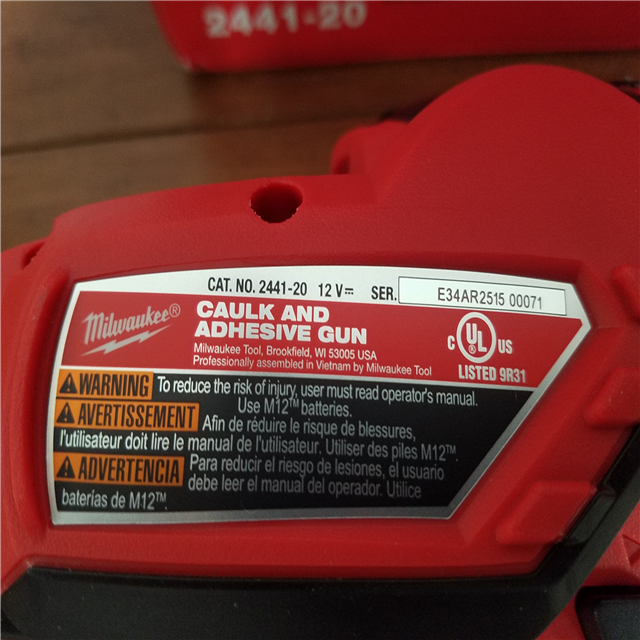 2441-20
CAT. NO. 2441-20 12 V⎓ SER. E34AR2515 00071
Milwaukee®
CAULK AND
ADHESIVE GUN
Milwaukee Tool, Brookfield, WI 53005 USA
Professionally assembled in Vietnam by Milwaukee Tool
C UL US
LISTED 9R31
WARNING To reduce the risk of injury, user must read operator's manual.
Use M12™ batteries.
AVERTISSEMENT Afin de réduire le risque de blessures,
l'utilisateur doit lire le manuel de l'utilisateur. Utiliser des piles M12™.
ADVERTENCIA Para reducir el riesgo de lesiones, el usuario
debe leer el manual del operador. Utilice
baterías de M12™.